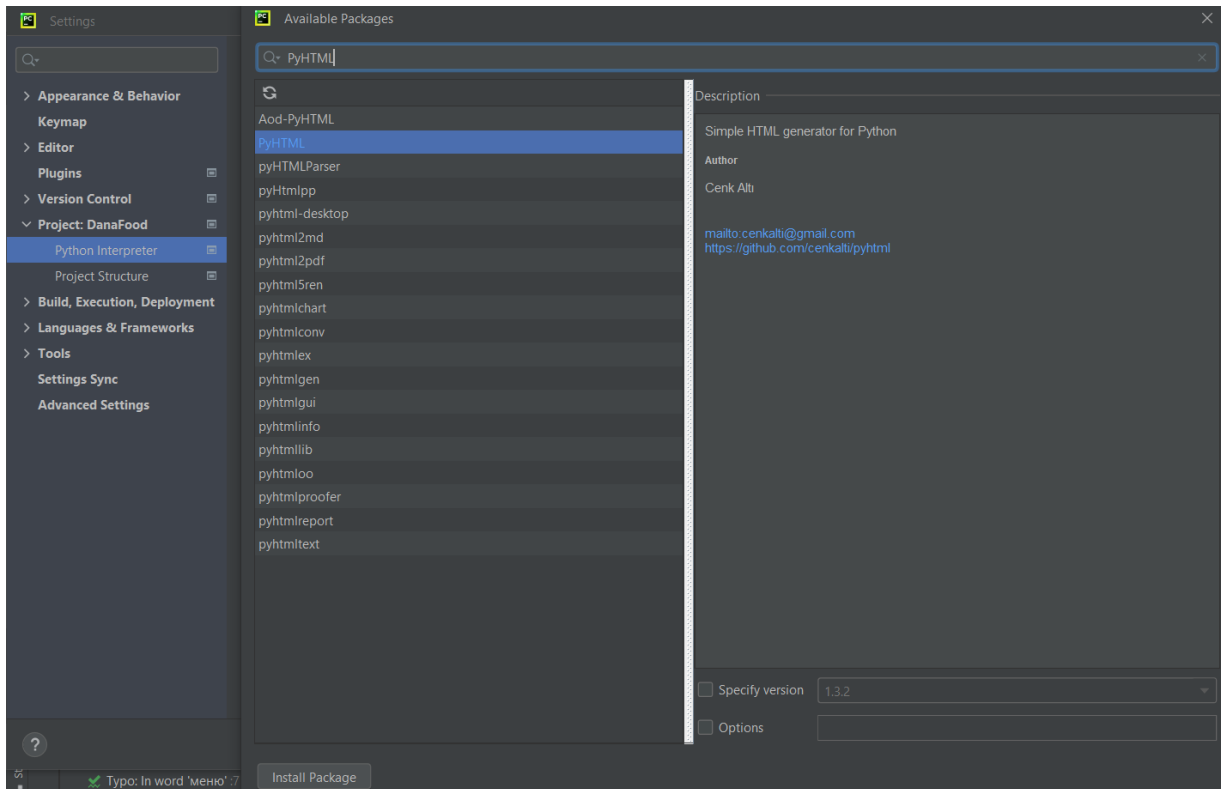 Settings
Appearance & Behavior
Keymap
Editor
Plugins
Version Control
Project: DanaFood
Python Interpreter
Project Structure
Build, Execution, Deployment
Languages & Frameworks
Tools
Settings Sync
Advanced Settings
?
Available Packages
PyHTML
Aod-PyHTML
PyHTML
pyHTMLParser
pyHtmlpp
pyhtml-desktop
pyhtml2md
pyhtml2pdf
pyhtml5ren
pyhtmlchart
pyhtmlconv
pyhtmlex
pyhtmlgen
pyhtmlgui
pyhtmlinfo
pyhtmllib
pyhtmloo
pyhtmlproofer
pyhtmlreport
pyhtmltext
Description
Simple HTML generator for Python
Author
Cenk Altı
mailto:cenkalti@gmail.com
https://github.com/cenkalti/pyhtml
Specify version 1.3.2
Options
Install Package
St
Typo: In word 'меню' :7